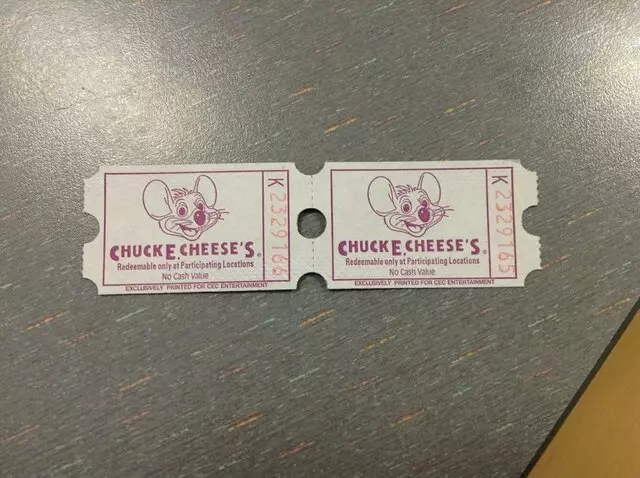 CHUCK E. CHEESE'S®
Redeemable only at Participating Locations
No Cash Value
EXCLUSIVELY PRINTED FOR CEC ENTERTAINMENT
K 2329166
CHUCK E. CHEESE'S®
Redeemable only at Participating Locations
No Cash Value
EXCLUSIVELY PRINTED FOR CEC ENTERTAINMENT
K 2329165